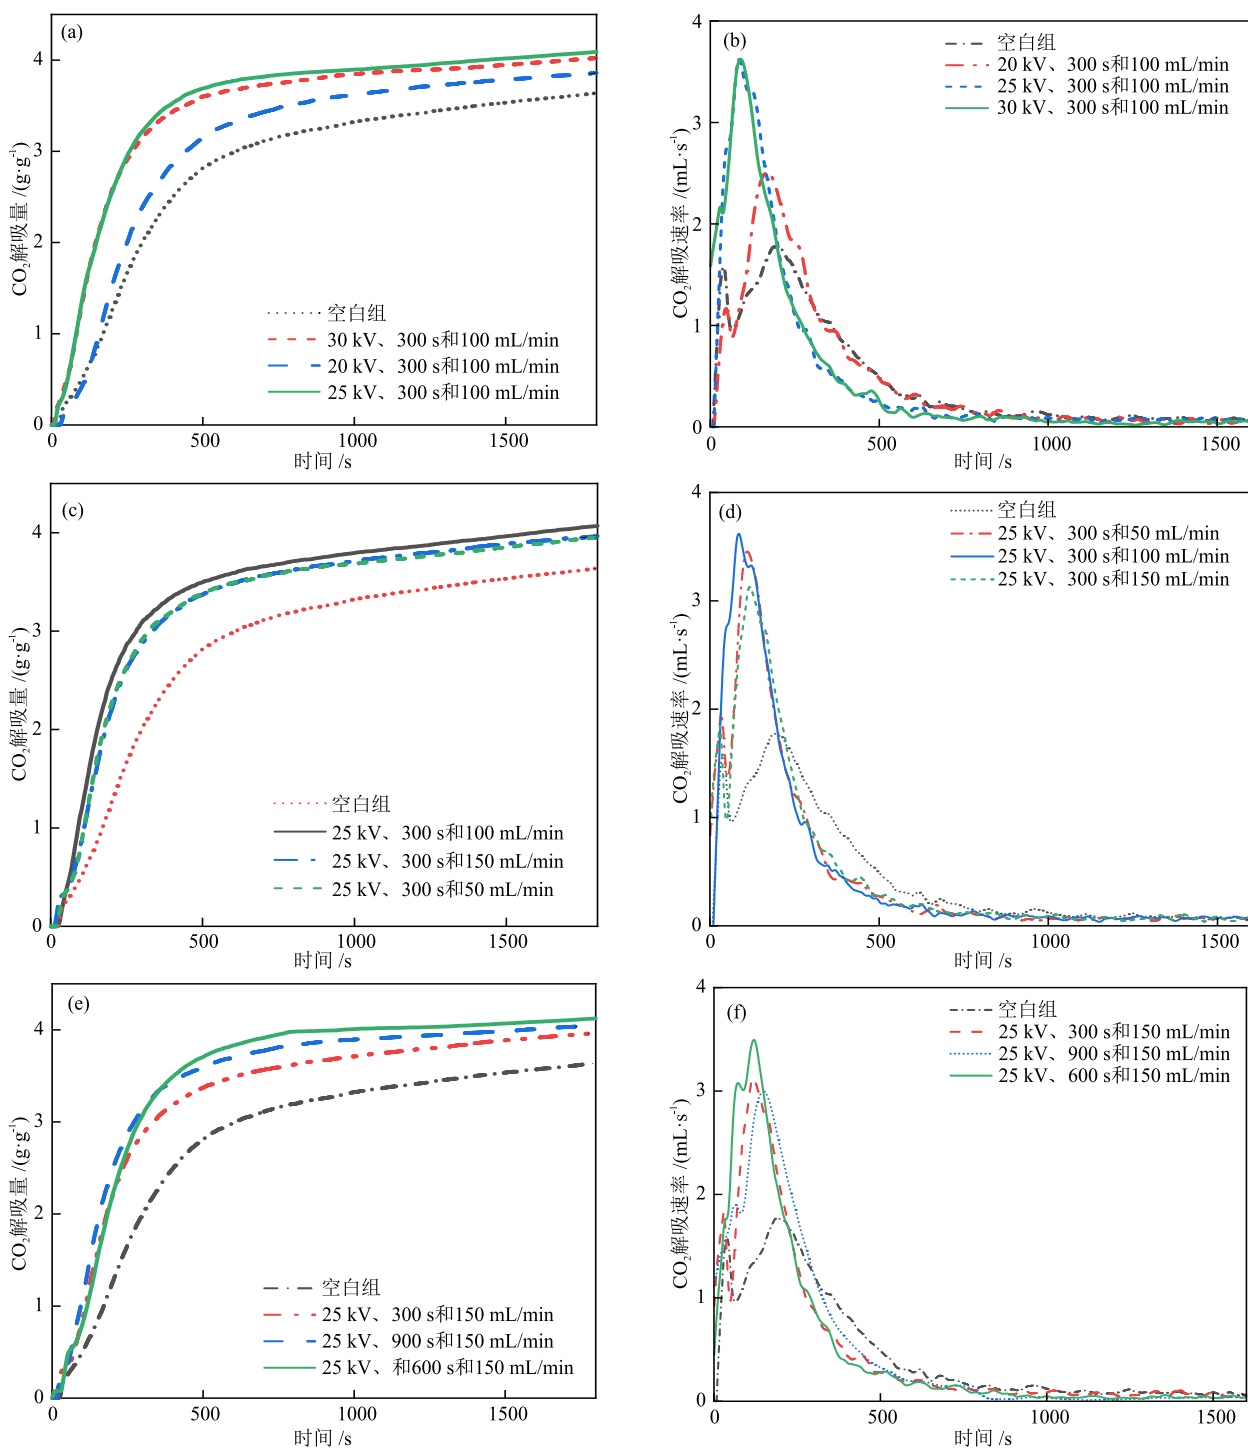 (a)
CO₂解吸量 /(g·g⁻¹)
4
3
2
1
0
空白组
30 kV、300 s和100 mL/min
20 kV、300 s和100 mL/min
25 kV、300 s和100 mL/min
0
500
1000
1500
时间 /s
(b)
CO₂解吸速率 /(mL·s⁻¹)
4
3
2
1
0
空白组
20 kV、300 s和100 mL/min
25 kV、300 s和100 mL/min
30 kV、300 s和100 mL/min
0
500
1000
1500
时间 /s
(c)
CO₂解吸量 /(g·g⁻¹)
4
3
2
1
0
空白组
25 kV、300 s和100 mL/min
25 kV、300 s和150 mL/min
25 kV、300 s和50 mL/min
0
500
1000
1500
时间 /s
(d)
CO₂解吸速率 /(mL·s⁻¹)
4
3
2
1
0
空白组
25 kV、300 s和50 mL/min
25 kV、300 s和100 mL/min
25 kV、300 s和150 mL/min
0
500
1000
1500
时间 /s
(e)
CO₂解吸量 /(g·g⁻¹)
4
3
2
1
0
空白组
25 kV、300 s和150 mL/min
25 kV、900 s和150 mL/min
25 kV、和600 s和150 mL/min
0
500
1000
1500
时间 /s
(f)
CO₂解吸速率 /(mL·s⁻¹)
4
3
2
1
0
空白组
25 kV、300 s和150 mL/min
25 kV、900 s和150 mL/min
25 kV、600 s和150 mL/min
0
500
1000
1500
时间 /s